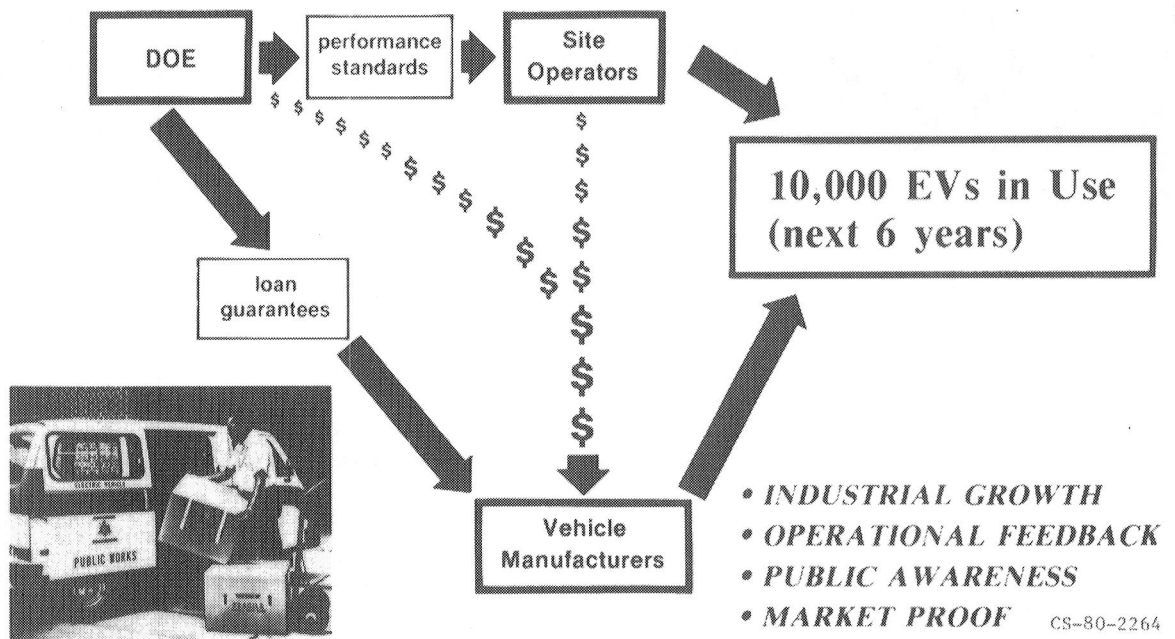 DOE
performance
standards
Site
Operators
$ $ $ $ $ $ $ $ $ $ $ $ $ $
$
$
$
$
$
$
$
$
10,000 EVs in Use
(next 6 years)
loan
guarantees
ELECTRIC VEHICLE
PUBLIC WORKS
FRAGILE
Vehicle
Manufacturers
• INDUSTRIAL GROWTH
• OPERATIONAL FEEDBACK
• PUBLIC AWARENESS
• MARKET PROOF
CS-80-2264